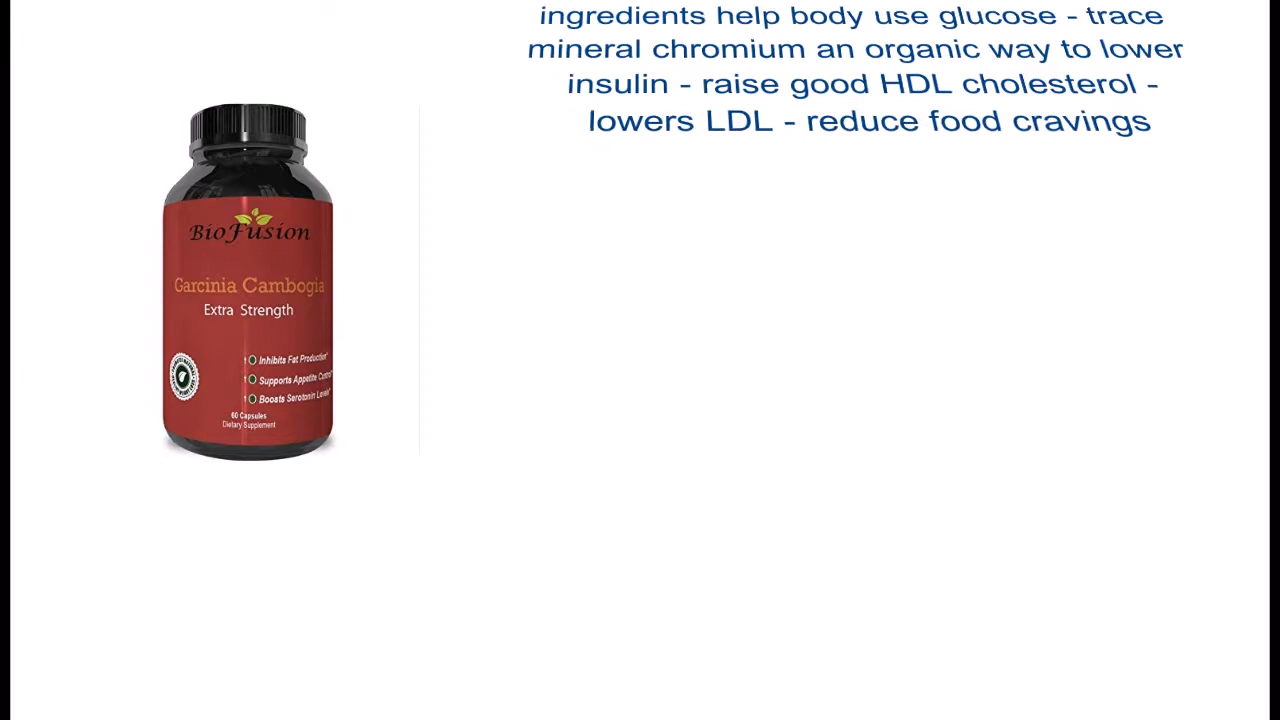 ingredients help body use glucose - trace
mineral chromium an organic way to lower
insulin - raise good HDL cholesterol -
lowers LDL - reduce food cravings
BioFusion
Garcinia Cambogia
Extra Strength
Inhibits Fat Production*
Supports Appetite Control*
Boosts Serotonin Levels*
60 Capsules
Dietary Supplement